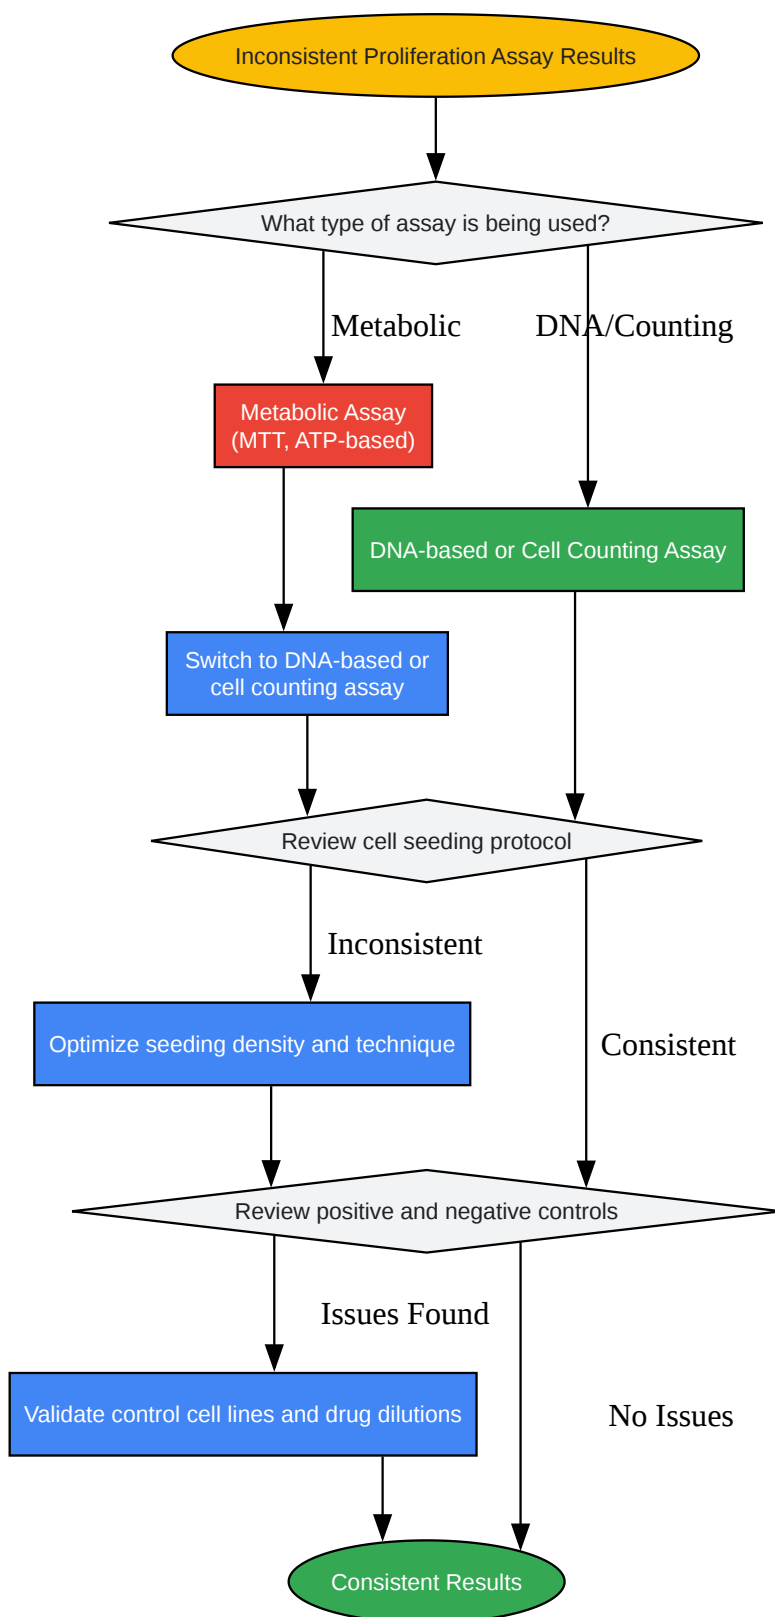 Inconsistent Proliferation Assay Results
What type of assay is being used?
Metabolic
DNA/Counting
Metabolic Assay
(MTT, ATP-based)
DNA-based or Cell Counting Assay
Switch to DNA-based or
cell counting assay
Review cell seeding protocol
Inconsistent
Optimize seeding density and technique
Consistent
Review positive and negative controls
Issues Found
Validate control cell lines and drug dilutions
No Issues
Consistent Results